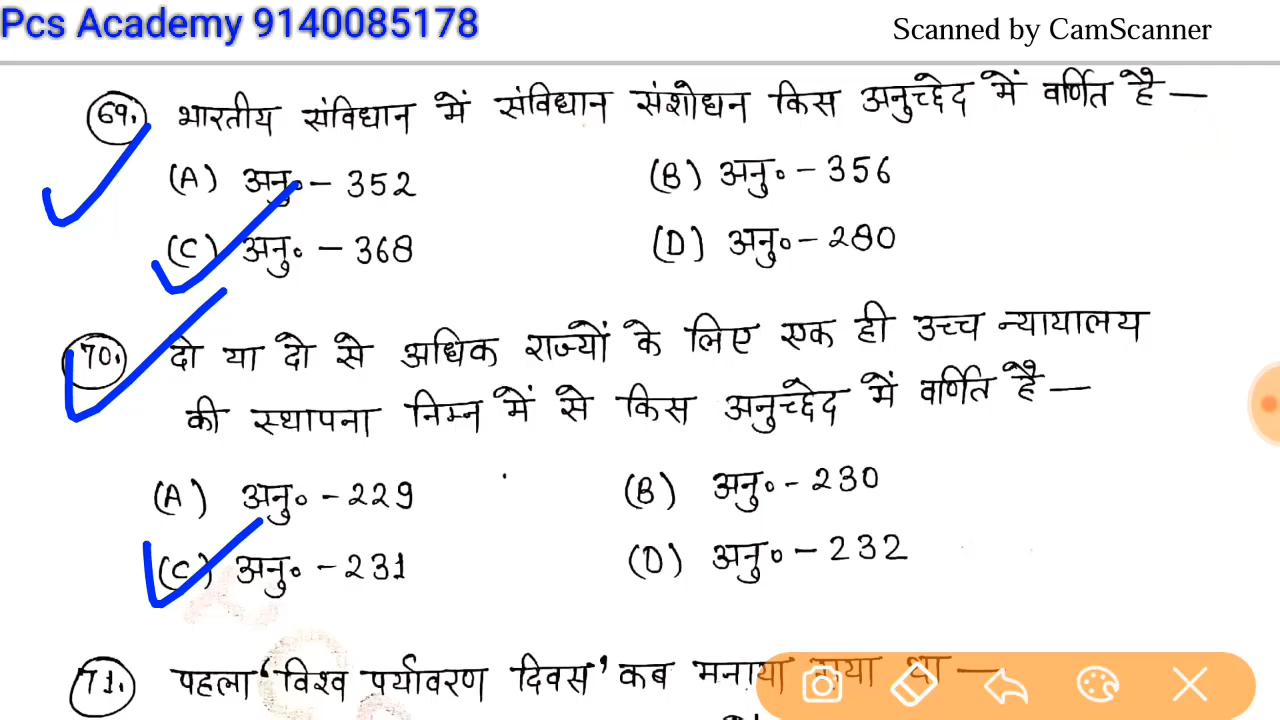 Pcs Academy 9140085178
Scanned by CamScanner
69. भारतीय संविधान में संविधान संशोधन किस अनुच्छेद में वर्णित है —
(A) अनु० - 352 (B) अनु० - 356
(C) अनु० - 368 (D) अनु० - 280
70. दो या दो से अधिक राज्यों के लिए एक ही उच्च न्यायालय
की स्थापना निम्न में से किस अनुच्छेद में वर्णित है —
(A) अनु० - 229 (B) अनु० - 230
(C) अनु० - 231 (D) अनु० - 232
71. पहला 'विश्व पर्यावरण दिवस' कब मनाया गया था —